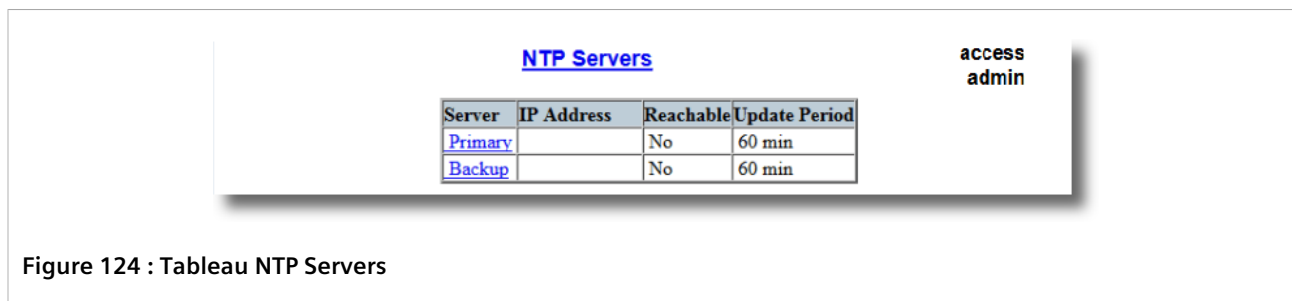 NTP Servers
access
admin
Server IP Address Reachable Update Period
Primary No 60 min
Backup No 60 min
Figure 124 : Tableau NTP Servers